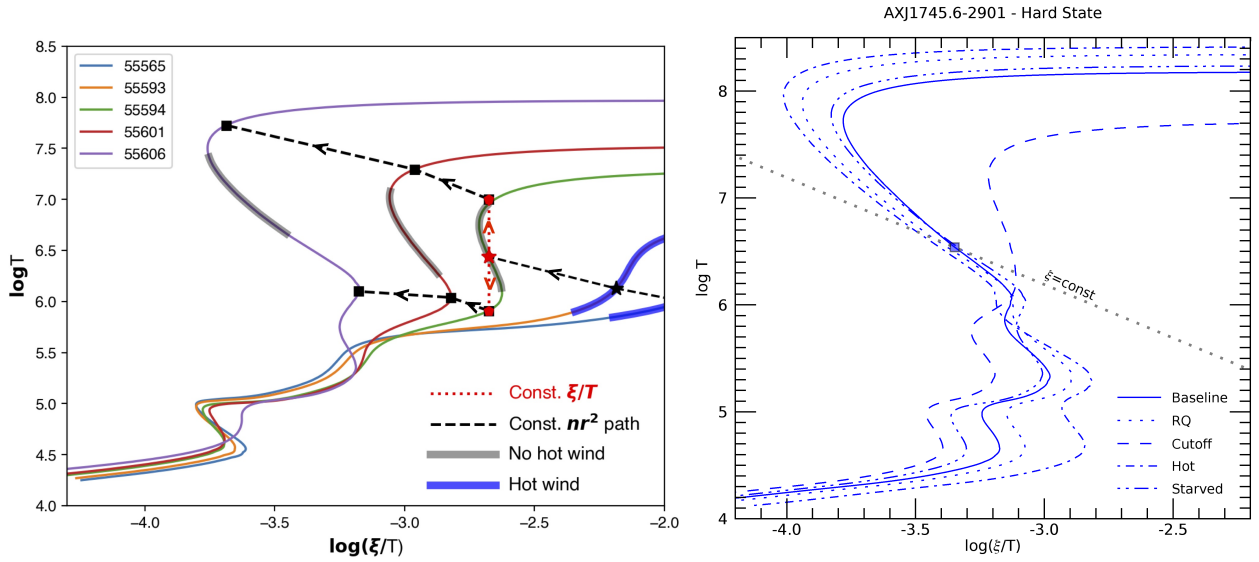 AXJ1745.6-2901 - Hard State
8.5
8.0
7.5
7.0
6.5
6.0
5.5
5.0
4.5
4.0
logT
55565
55593
55594
55601
55606
Const. ξ/T
Const. nr² path
No hot wind
Hot wind
−4.0
−3.5
−3.0
−2.5
−2.0
log(ξ/T)
8
7
6
5
4
log T
ξ=const
Baseline
RQ
Cutoff
Hot
Starved
-4.0
-3.5
-3.0
-2.5
log(ξ/T)